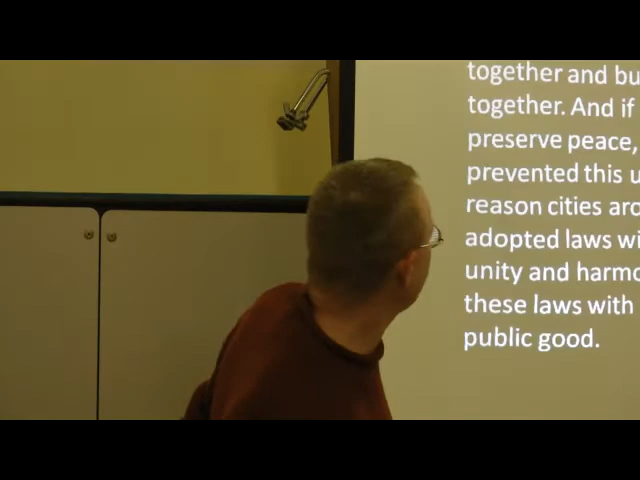 together and bu
together. And if
preserve peace,
prevented this u
reason cities aro
adopted laws wi
unity and harmo
these laws with
public good.